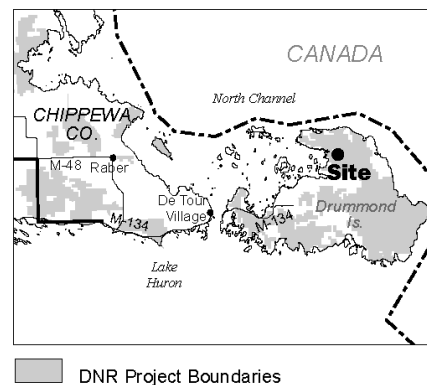 CANADA
North Channel
CHIPPEWA
CO.
M-48
Raber
Site
De Tour
Village
M-134
M-134
Drummond
Is.
Lake
Huron
DNR Project Boundaries